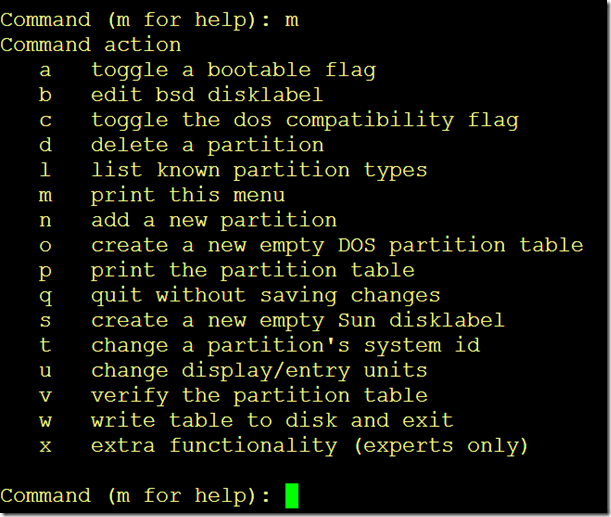 Command (m for help): m
Command action
a   toggle a bootable flag
b   edit bsd disklabel
c   toggle the dos compatibility flag
d   delete a partition
l   list known partition types
m   print this menu
n   add a new partition
o   create a new empty DOS partition table
p   print the partition table
q   quit without saving changes
s   create a new empty Sun disklabel
t   change a partition's system id
u   change display/entry units
v   verify the partition table
w   write table to disk and exit
x   extra functionality (experts only)
Command (m for help):